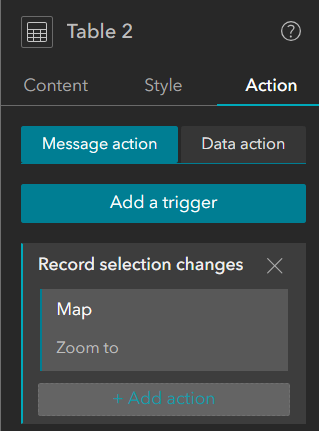 Table 2
?
Content Style Action
Message action Data action
Add a trigger
Record selection changes
Map
Zoom to
+ Add action